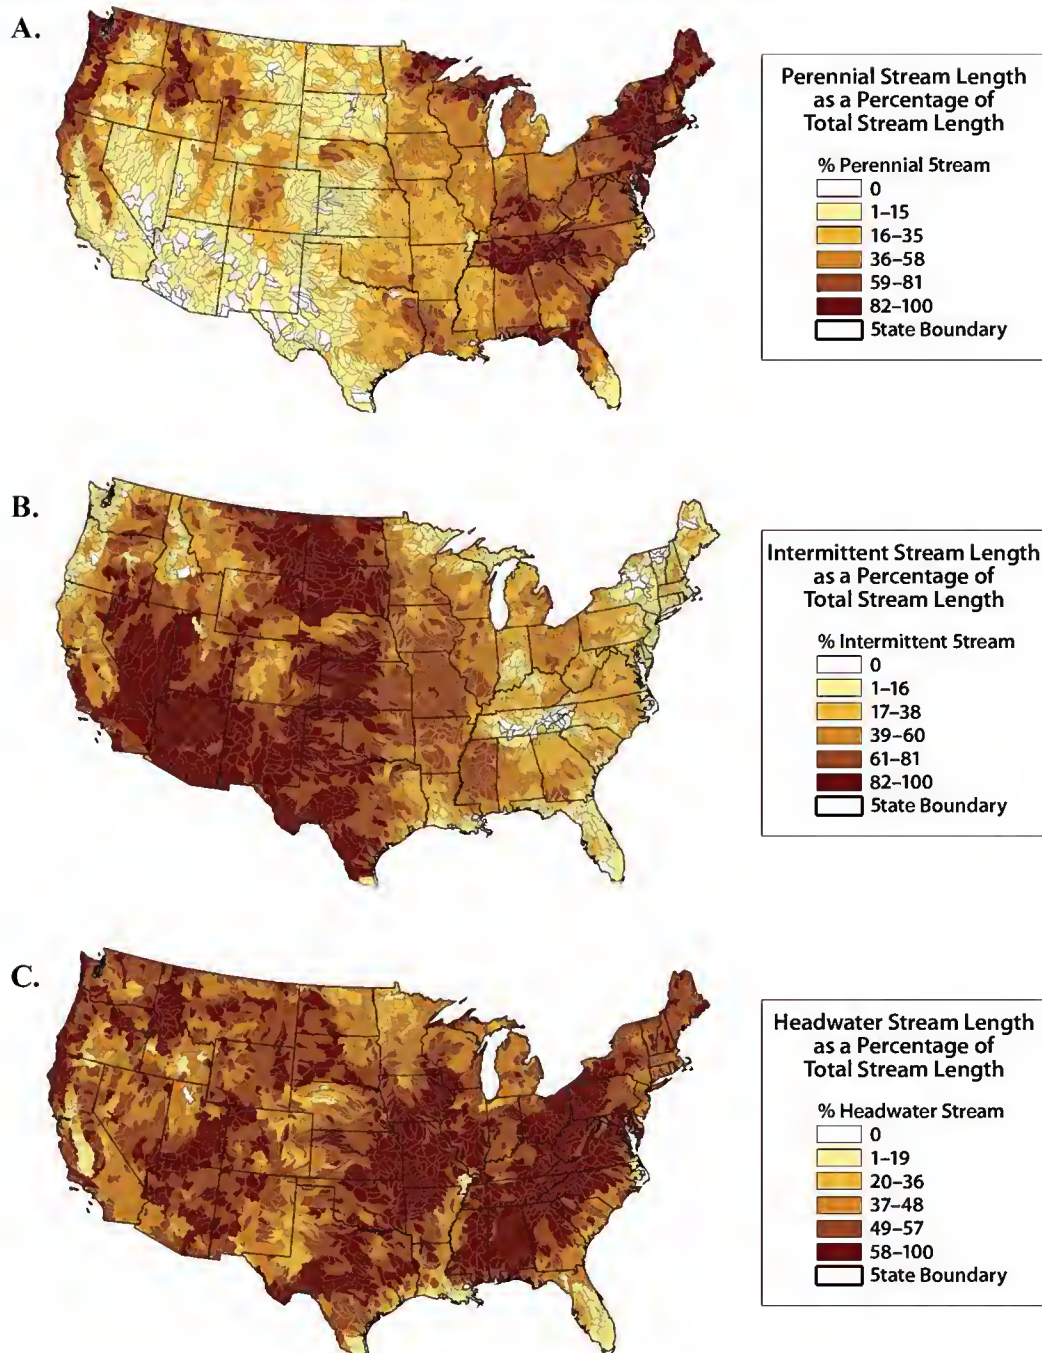 A.
Perennial Stream Length
as a Percentage of
Total Stream Length
% Perennial 5tream
0
1–15
16–35
36–58
59–81
82–100
5tate Boundary
B.
Intermittent Stream Length
as a Percentage of
Total Stream Length
% Intermittent 5tream
0
1–16
17–38
39–60
61–81
82–100
5tate Boundary
C.
Headwater Stream Length
as a Percentage of
Total Stream Length
% Headwater Stream
0
1–19
20–36
37–48
49–57
58–100
5tate Boundary